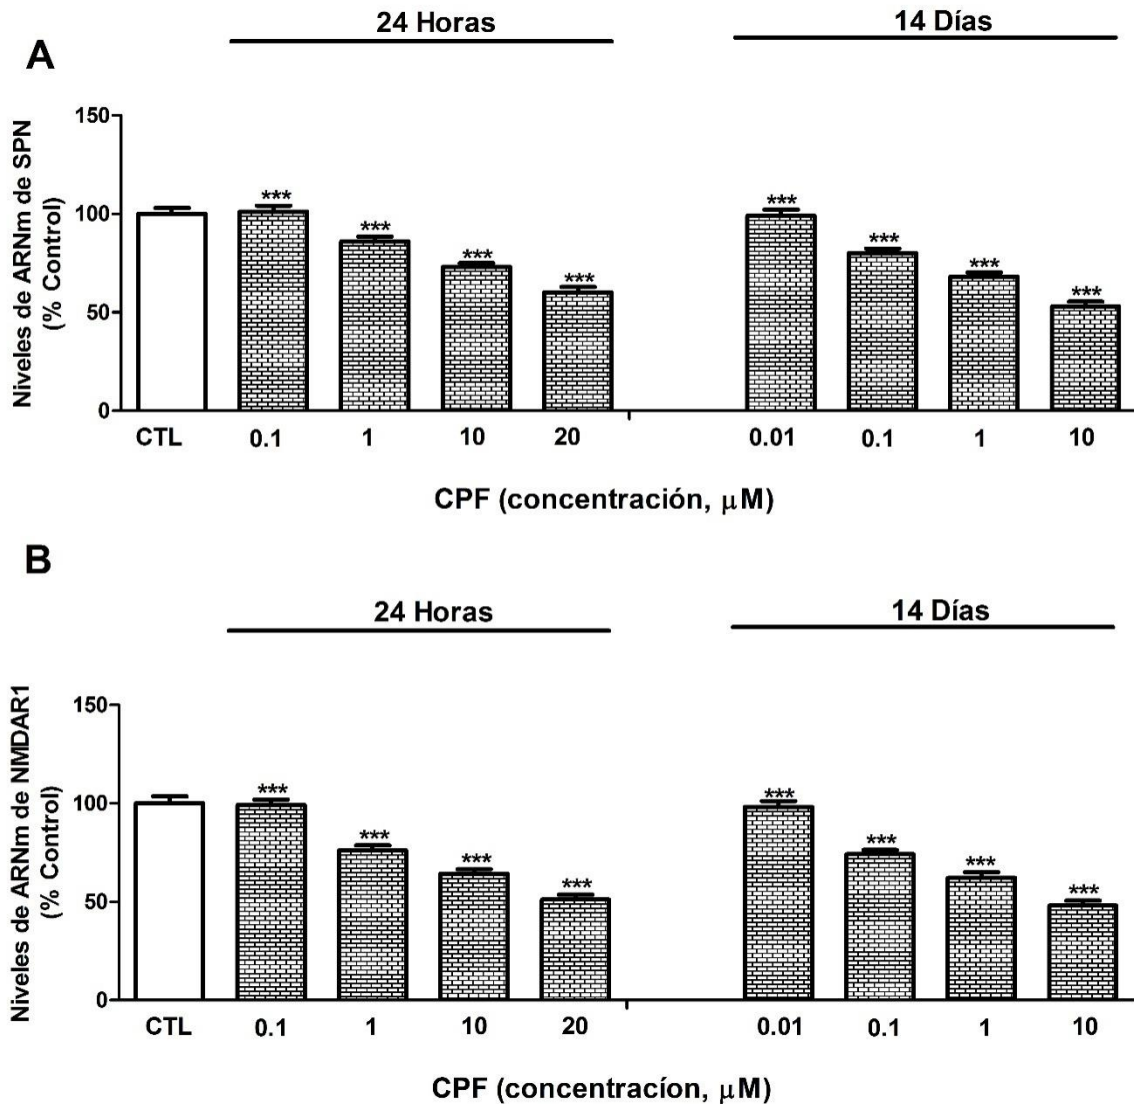 24 Horas
14 Días
A
Niveles de ARNm de SPN
(% Control)
150
100
50
0
*** *** *** *** *** *** *** ***
CTL 0.1 1 10 20 0.01 0.1 1 10
CPF (concentración, μM)
B
24 Horas
14 Días
Niveles de ARNm de NMDAR1
(% Control)
150
100
50
0
*** *** *** *** *** *** *** ***
CTL 0.1 1 10 20 0.01 0.1 1 10
CPF (concentracíon, μM)